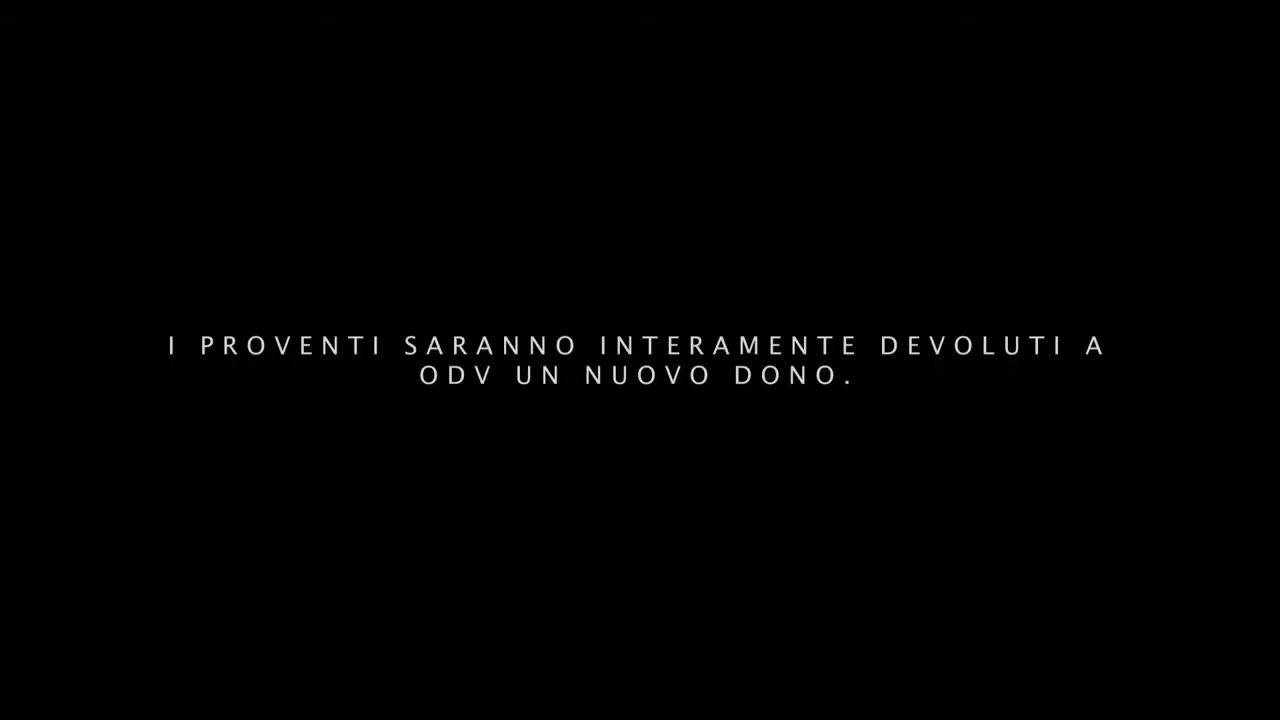 I PROVENTI SARANNO INTERAMENTE DEVOLUTI A
ODV UN NUOVO DONO.